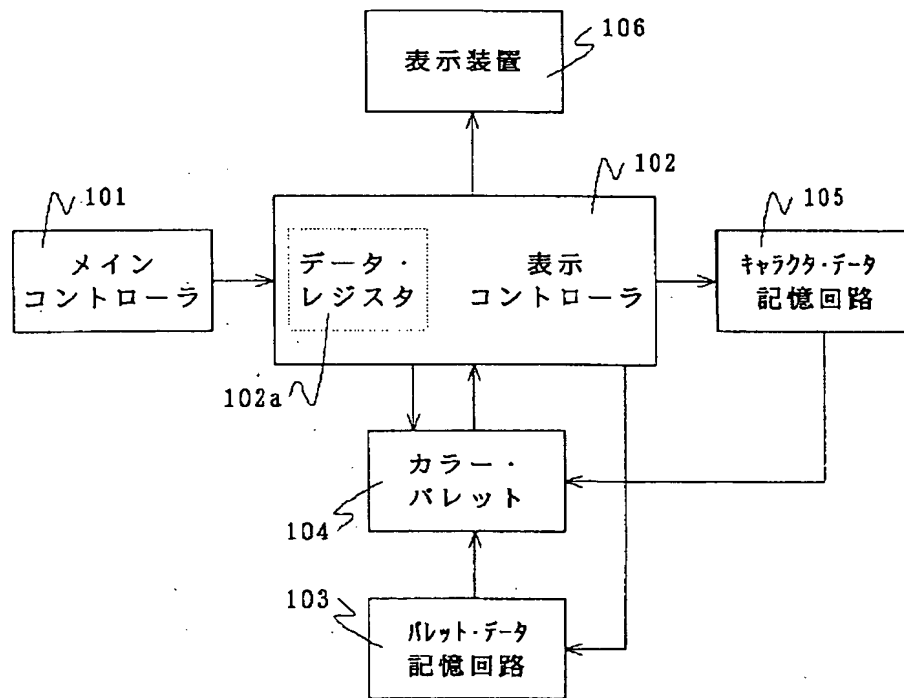 106
表示装置
102
101
105
メイン
コントローラ
データ・
レジスタ
表示
コントローラ
キャラクタ・データ
記憶回路
102a
カラー・
パレット
104
103
パレット・データ
記憶回路